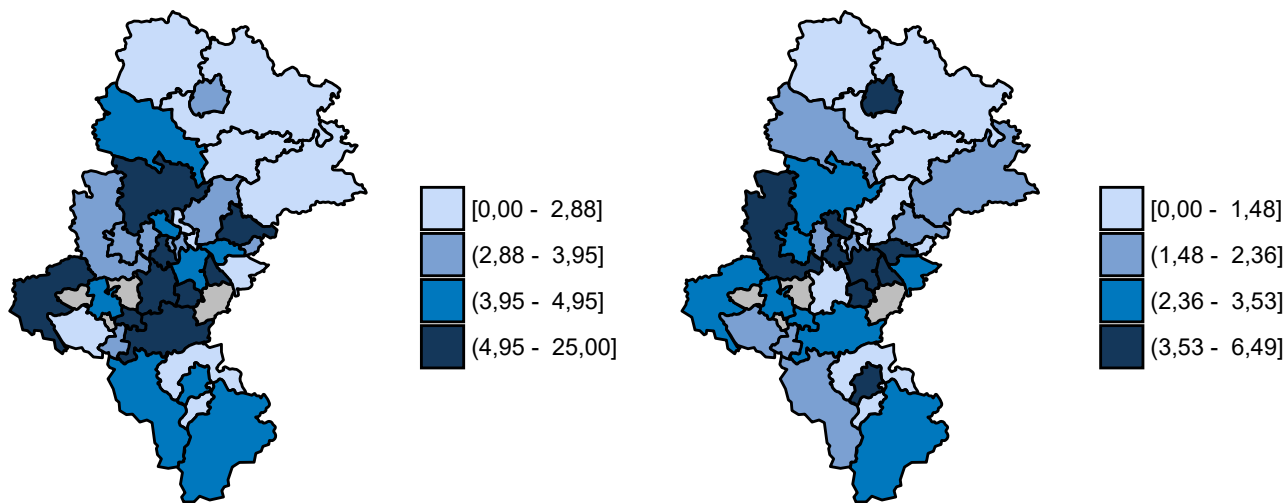 [0,00 - 2,88]
(2,88 - 3,95]
(3,95 - 4,95]
(4,95 - 25,00]
[0,00 - 1,48]
(1,48 - 2,36]
(2,36 - 3,53]
(3,53 - 6,49]